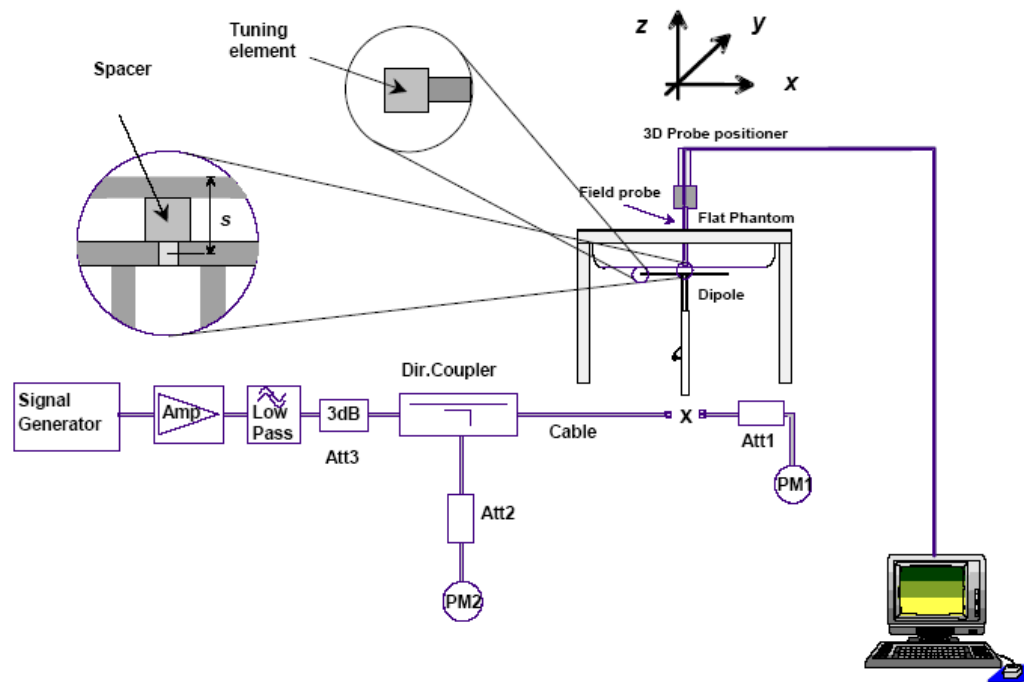 Tuning
element
Spacer
z
y
x
3D Probe positioner
Field probe
Flat Phantom
s
Dipole
Dir.Coupler
Signal
Generator
Amp
Low
Pass
3dB
Att3
Cable
X
Att1
PM1
Att2
PM2